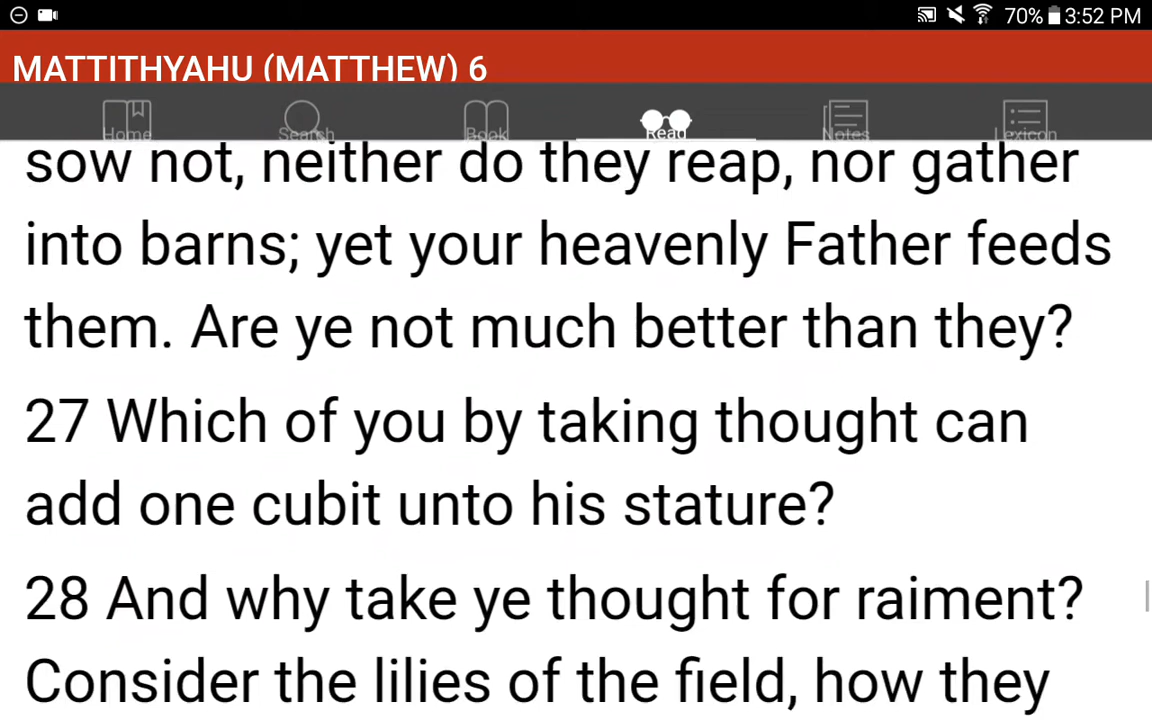 70% 3:52 PM
MATTITHYAHU (MATTHEW) 6
Home Search Book Read Notes Lexicon
sow not, neither do they reap, nor gather
into barns; yet your heavenly Father feeds
them. Are ye not much better than they?
27 Which of you by taking thought can
add one cubit unto his stature?
28 And why take ye thought for raiment?
Consider the lilies of the field, how they